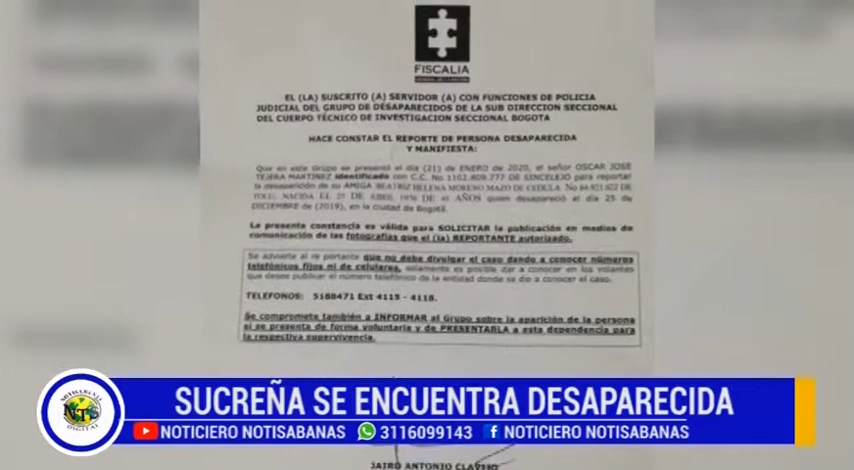 FISCALIA
EL (LA) SUSCRITO (A) SERVIDOR (A) CON FUNCIONES DE POLICIA
JUDICIAL DEL GRUPO DE DESAPARECIDOS DE LA SUB DIRECCION SECCIONAL
DEL CUERPO TÉCNICO DE INVESTIGACION SECCIONAL BOGOTA
HACE CONSTAR EL REPORTE DE PERSONA DESAPARECIDA
Y MANIFIESTA:
Que en este Grupo se presentó el día (21) de ENERO de 2020, el señor OSCAR JOSE
TEJERA MARTINEZ identificado con C.C. No 1102.809.777 DE SINCELEJO para reportar
la desaparición de su AMIGA BEATRIZ HELENA MORENO MAZO DE CEDULA No
TOLU, NACIDA EL 25 DE ABRIL 1976 DE AÑOS quien desapareció el día 25 de
DICIEMBRE de (2019), en la ciudad de Bogotá.
La presente constancia es válida para SOLICITAR la publicación en medios de
comunicación de las fotografías que el (la) REPORTANTE autorizado.
Se advierte al re portante que no debe divulgar el caso dando a conocer números
telefónicos fijos ni de celulares, solamente es posible dar a conocer en los volantes
que desee publicar el número telefónico de la entidad donde se dio a conocer el caso.
TELÉFONOS: 5188471 Ext 4115 - 4118.
Se compromete también a INFORMAR al Grupo sobre la aparición de la persona
si se presenta de forma voluntaria y de PRESENTARLA a esta dependencia para
la respectiva supervivencia.
NOTISABANAS
NTS
DIGITAL
SUCREÑA SE ENCUENTRA DESAPARECIDA
NOTICIERO NOTISABANAS 3116099143 NOTICIERO NOTISABANAS
JAIRO ANTONIO